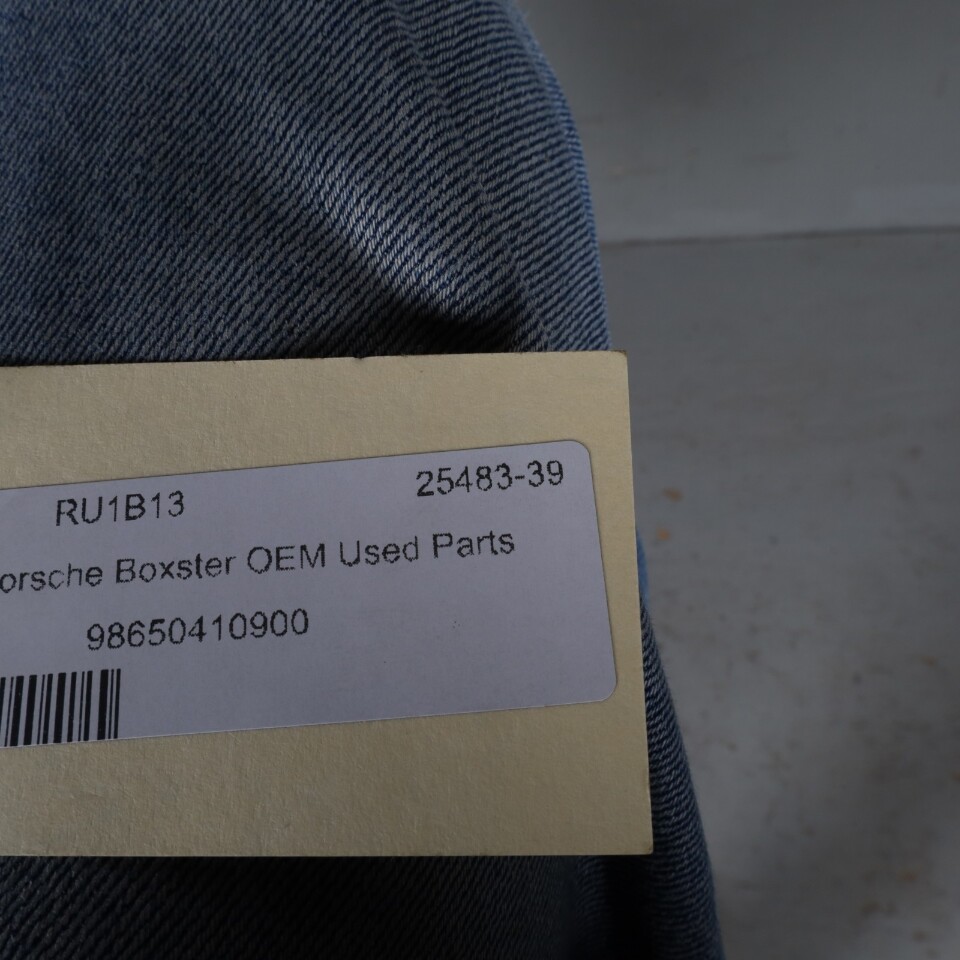 RU1B13 25483-39
orsche Boxster OEM Used Parts
98650410900